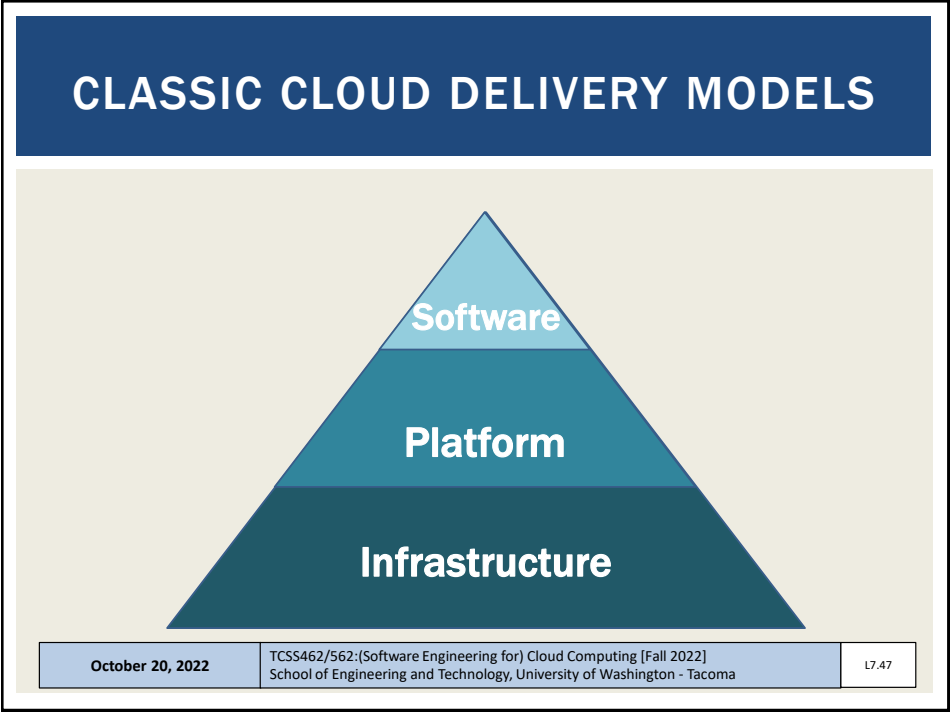 CLASSIC CLOUD DELIVERY MODELS
Software
Platform
Infrastructure
October 20, 2022
TCSS462/562:(Software Engineering for) Cloud Computing [Fall 2022]
School of Engineering and Technology, University of Washington - Tacoma
L7.47